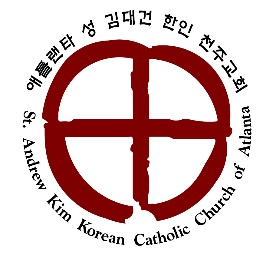 애틀랜타 성 김대건 한인 천주교회
St. Andrew Kim Korean Catholic Church of Atlanta